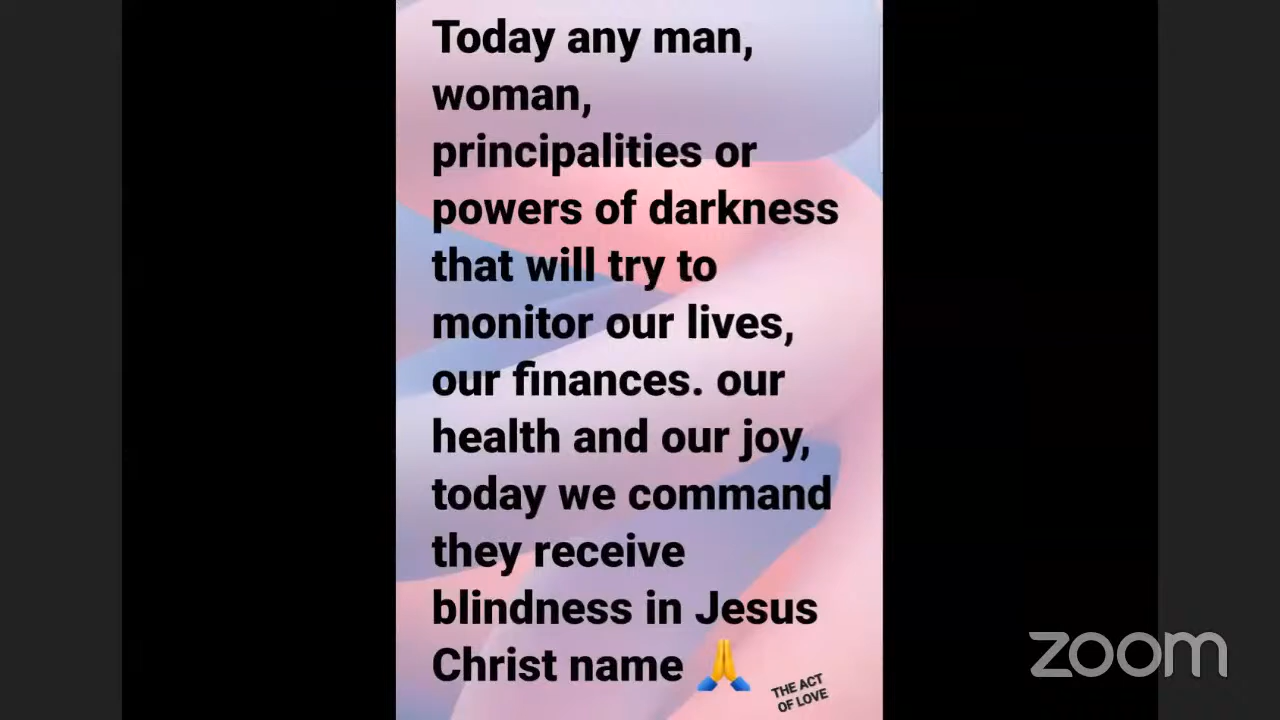 Today any man,
woman,
principalities or
powers of darkness
that will try to
monitor our lives,
our finances. our
health and our joy,
today we command
they receive
blindness in Jesus
Christ name 🙏
THE ACT
OF LOVE
zoom